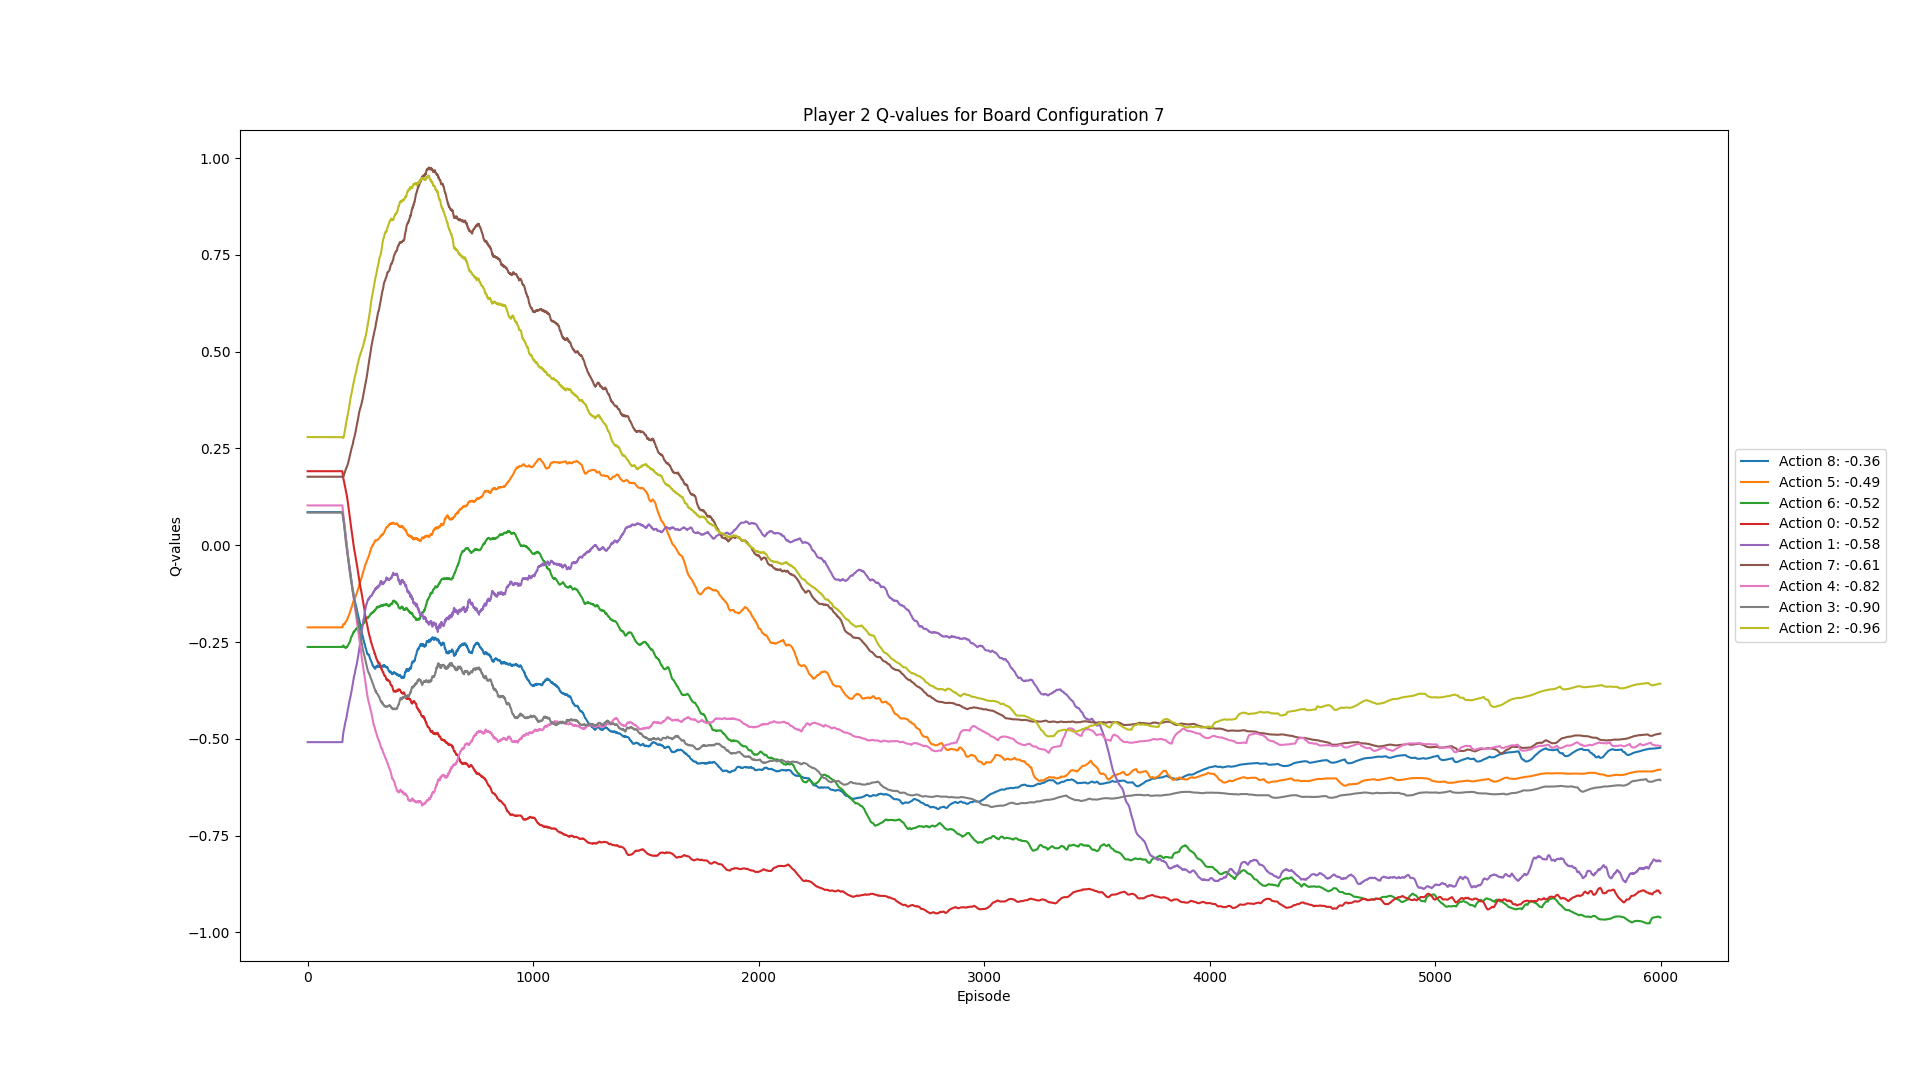 Player 2 Q-values for Board Configuration 7
1.00
0.75
0.50
0.25
0.00
−0.25
−0.50
−0.75
−1.00
Q-values
0
1000
2000
3000
4000
5000
6000
Episode
Action 8: -0.36
Action 5: -0.49
Action 6: -0.52
Action 0: -0.52
Action 1: -0.58
Action 7: -0.61
Action 4: -0.82
Action 3: -0.90
Action 2: -0.96